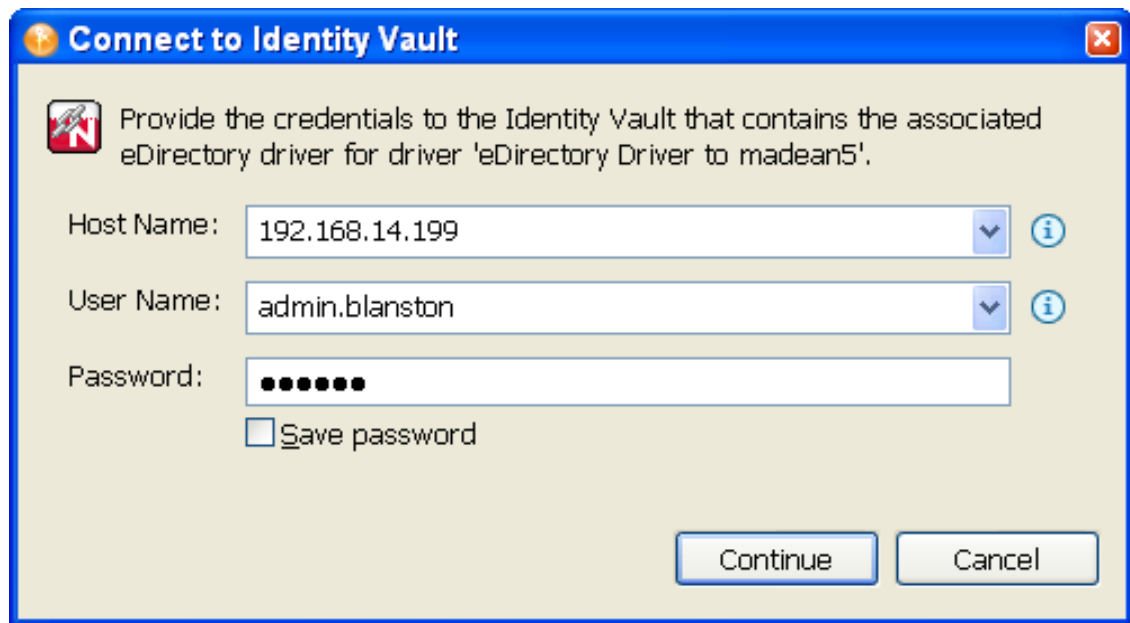 Connect to Identity Vault
Provide the credentials to the Identity Vault that contains the associated
eDirectory driver for driver 'eDirectory Driver to madean5'.
Host Name: 192.168.14.199
User Name: admin.blanston
Password: ●●●●●●
Save password
Continue Cancel